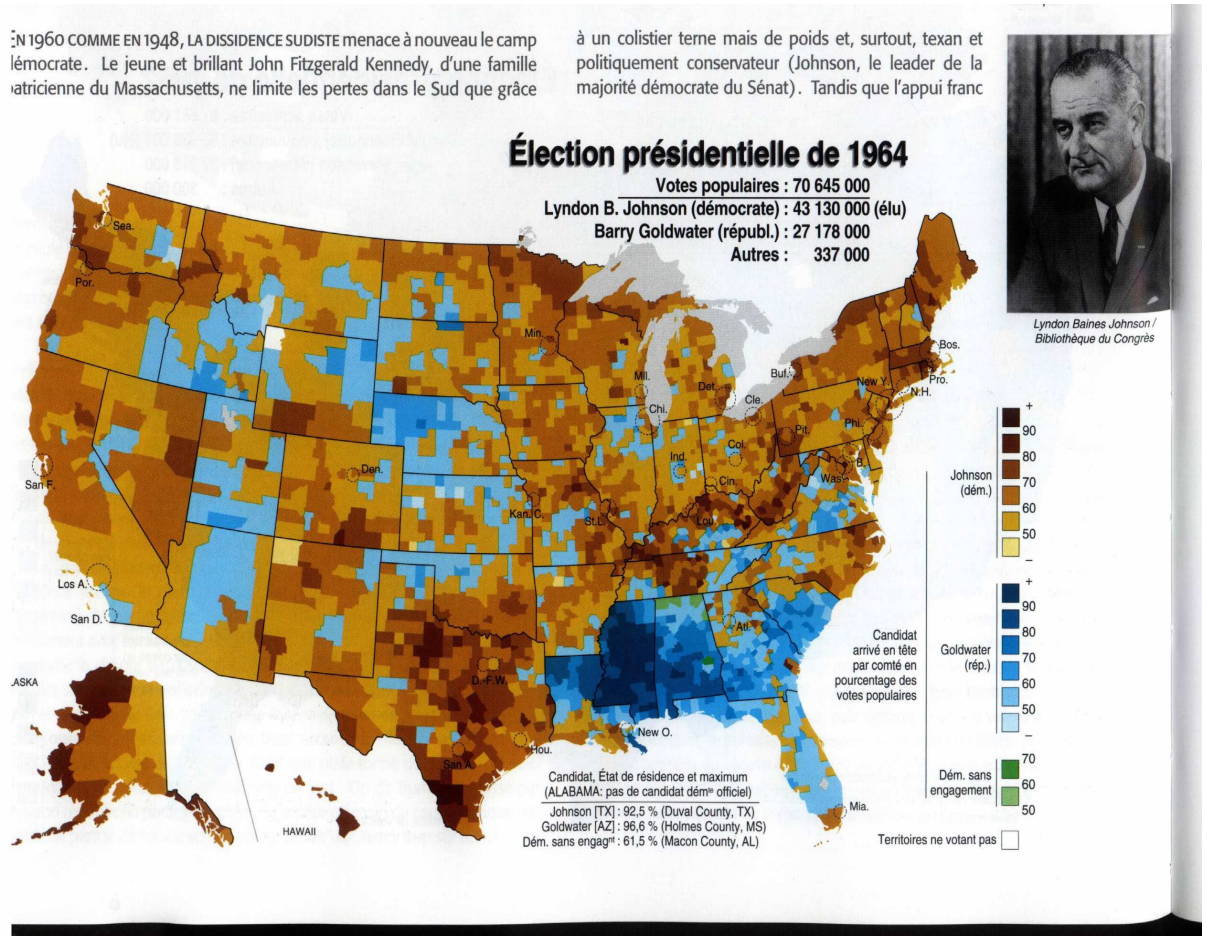 EN 1960 COMME EN 1948, LA DISSIDENCE SUDISTE menace à nouveau le camp
démocrate. Le jeune et brillant John Fitzgerald Kennedy, d'une famille
patricienne du Massachusetts, ne limite les pertes dans le Sud que grâce
à un colistier terne mais de poids et, surtout, texan et
politiquement conservateur (Johnson, le leader de la
majorité démocrate du Sénat). Tandis que l'appui franc
Élection présidentielle de 1964
Votes populaires : 70 645 000
Lyndon B. Johnson (démocrate) : 43 130 000 (élu)
Barry Goldwater (républ.) : 27 178 000
Autres : 337 000
Lyndon Baines Johnson /
Bibliothèque du Congrès
Sea.
Por.
San F.
Los A.
San D.
Den.
Min.
Mil.
Chi.
Det.
Cle.
Buf.
New Y.
Bos.
Pro.
N.H.
Phi.
Pit.
B.
Was.
Col.
Ind.
Cin.
Lou.
St.L.
Kan. C.
Atl.
D.-F.W.
San A.
Hou.
New O.
Mia.
LASKA
HAWAII
Johnson
(dém.)
+
90
80
70
60
50
–
Goldwater
(rép.)
+
90
80
70
60
50
–
Dém. sans
engagement
70
60
50
Candidat
arrivé en tête
par comté en
pourcentage des
votes populaires
Territoires ne votant pas
Candidat, État de résidence et maximum
(ALABAMA: pas de candidat démte officiel)
Johnson [TX] : 92,5 % (Duval County, TX)
Goldwater [AZ] : 96,6 % (Holmes County, MS)
Dém. sans engagnt : 61,5 % (Macon County, AL)